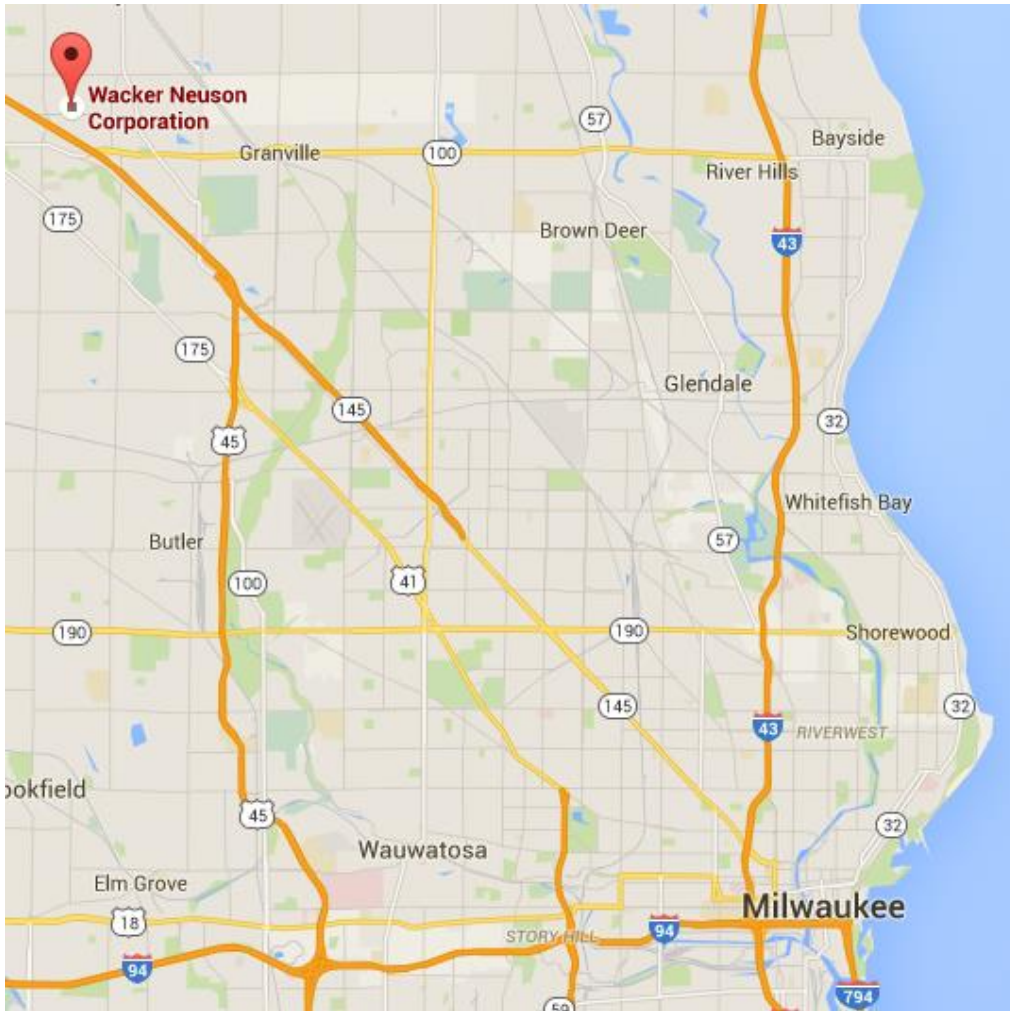 Wacker Neuson
Corporation
57
Bayside
Granville
100
River Hills
175
Brown Deer
43
175
Glendale
145
32
45
Whitefish Bay
Butler
57
41
100
190
190
Shorewood
145
32
43
RIVERWEST
ookfield
45
32
Wauwatosa
Elm Grove
Milwaukee
18
STORY HILL
94
94
794
59